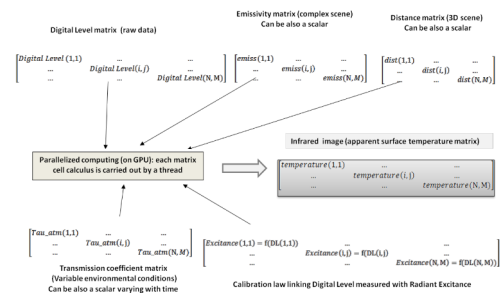 Digital Level matrix (raw data)
Emissivity matrix (complex scene)
Can be also a scalar
Distance matrix (3D scene)
Can be also a scalar
Digital Level (1,1) ... ...
... Digital Level(i,j) ...
... ... Digital Level(N,M)
emiss(1,1) ... ...
... emiss(i,j) ...
... ... emiss(N,M)
dist(1,1) ... ...
... dist(i,j) ...
... ... dist(N,M)
Parallelized computing (on GPU): each matrix
cell calculus is carried out by a thread
Infrared image (apparent surface temperature matrix)
temperature(1,1) ... ...
... temperature(i,j) ...
... ... temperature(N,M)
Tau_atm(1,1) ... ...
... Tau_atm(i,j) ...
... ... Tau_atm(N,M)
Transmission coefficient matrix
(Variable environmental conditions)
Can be also a scalar varying with time
Excitance(1,1) = f(DL(1,1)) ... ...
... Excitance(i,j) = f(DL(i,j) ...
... ... Excitance(N,M) = f(DL(N,M))
Calibration law linking Digital Level measured with Radiant Excitance